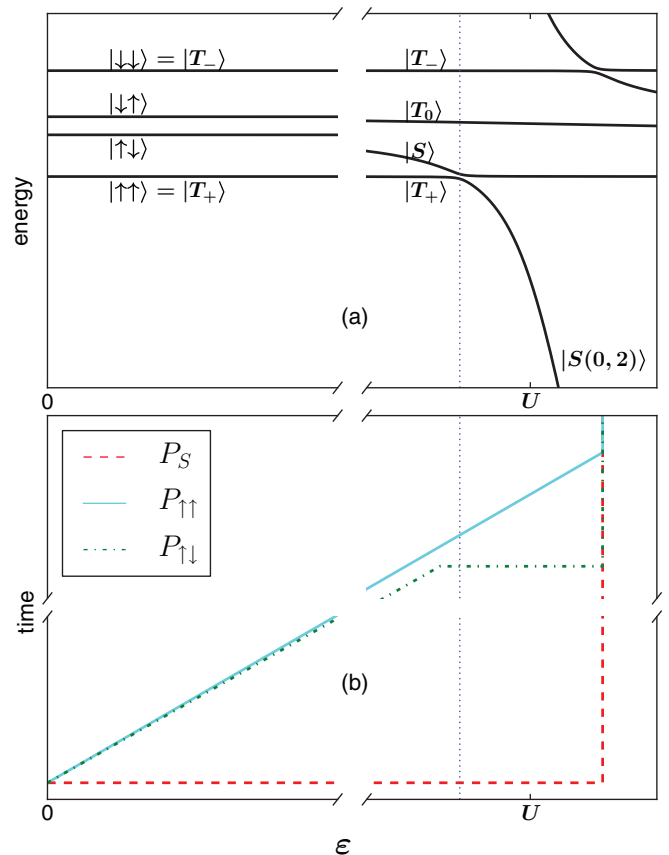 |↓↓⟩ = |T₋⟩
|T₋⟩
|↓↑⟩
|T₀⟩
|↑↓⟩
|S⟩
|↑↑⟩ = |T₊⟩
|T₊⟩
energy
(a)
|S(0, 2)⟩
0
U
P_S
P_↑↑
P_↑↓
time
(b)
0
U
ε